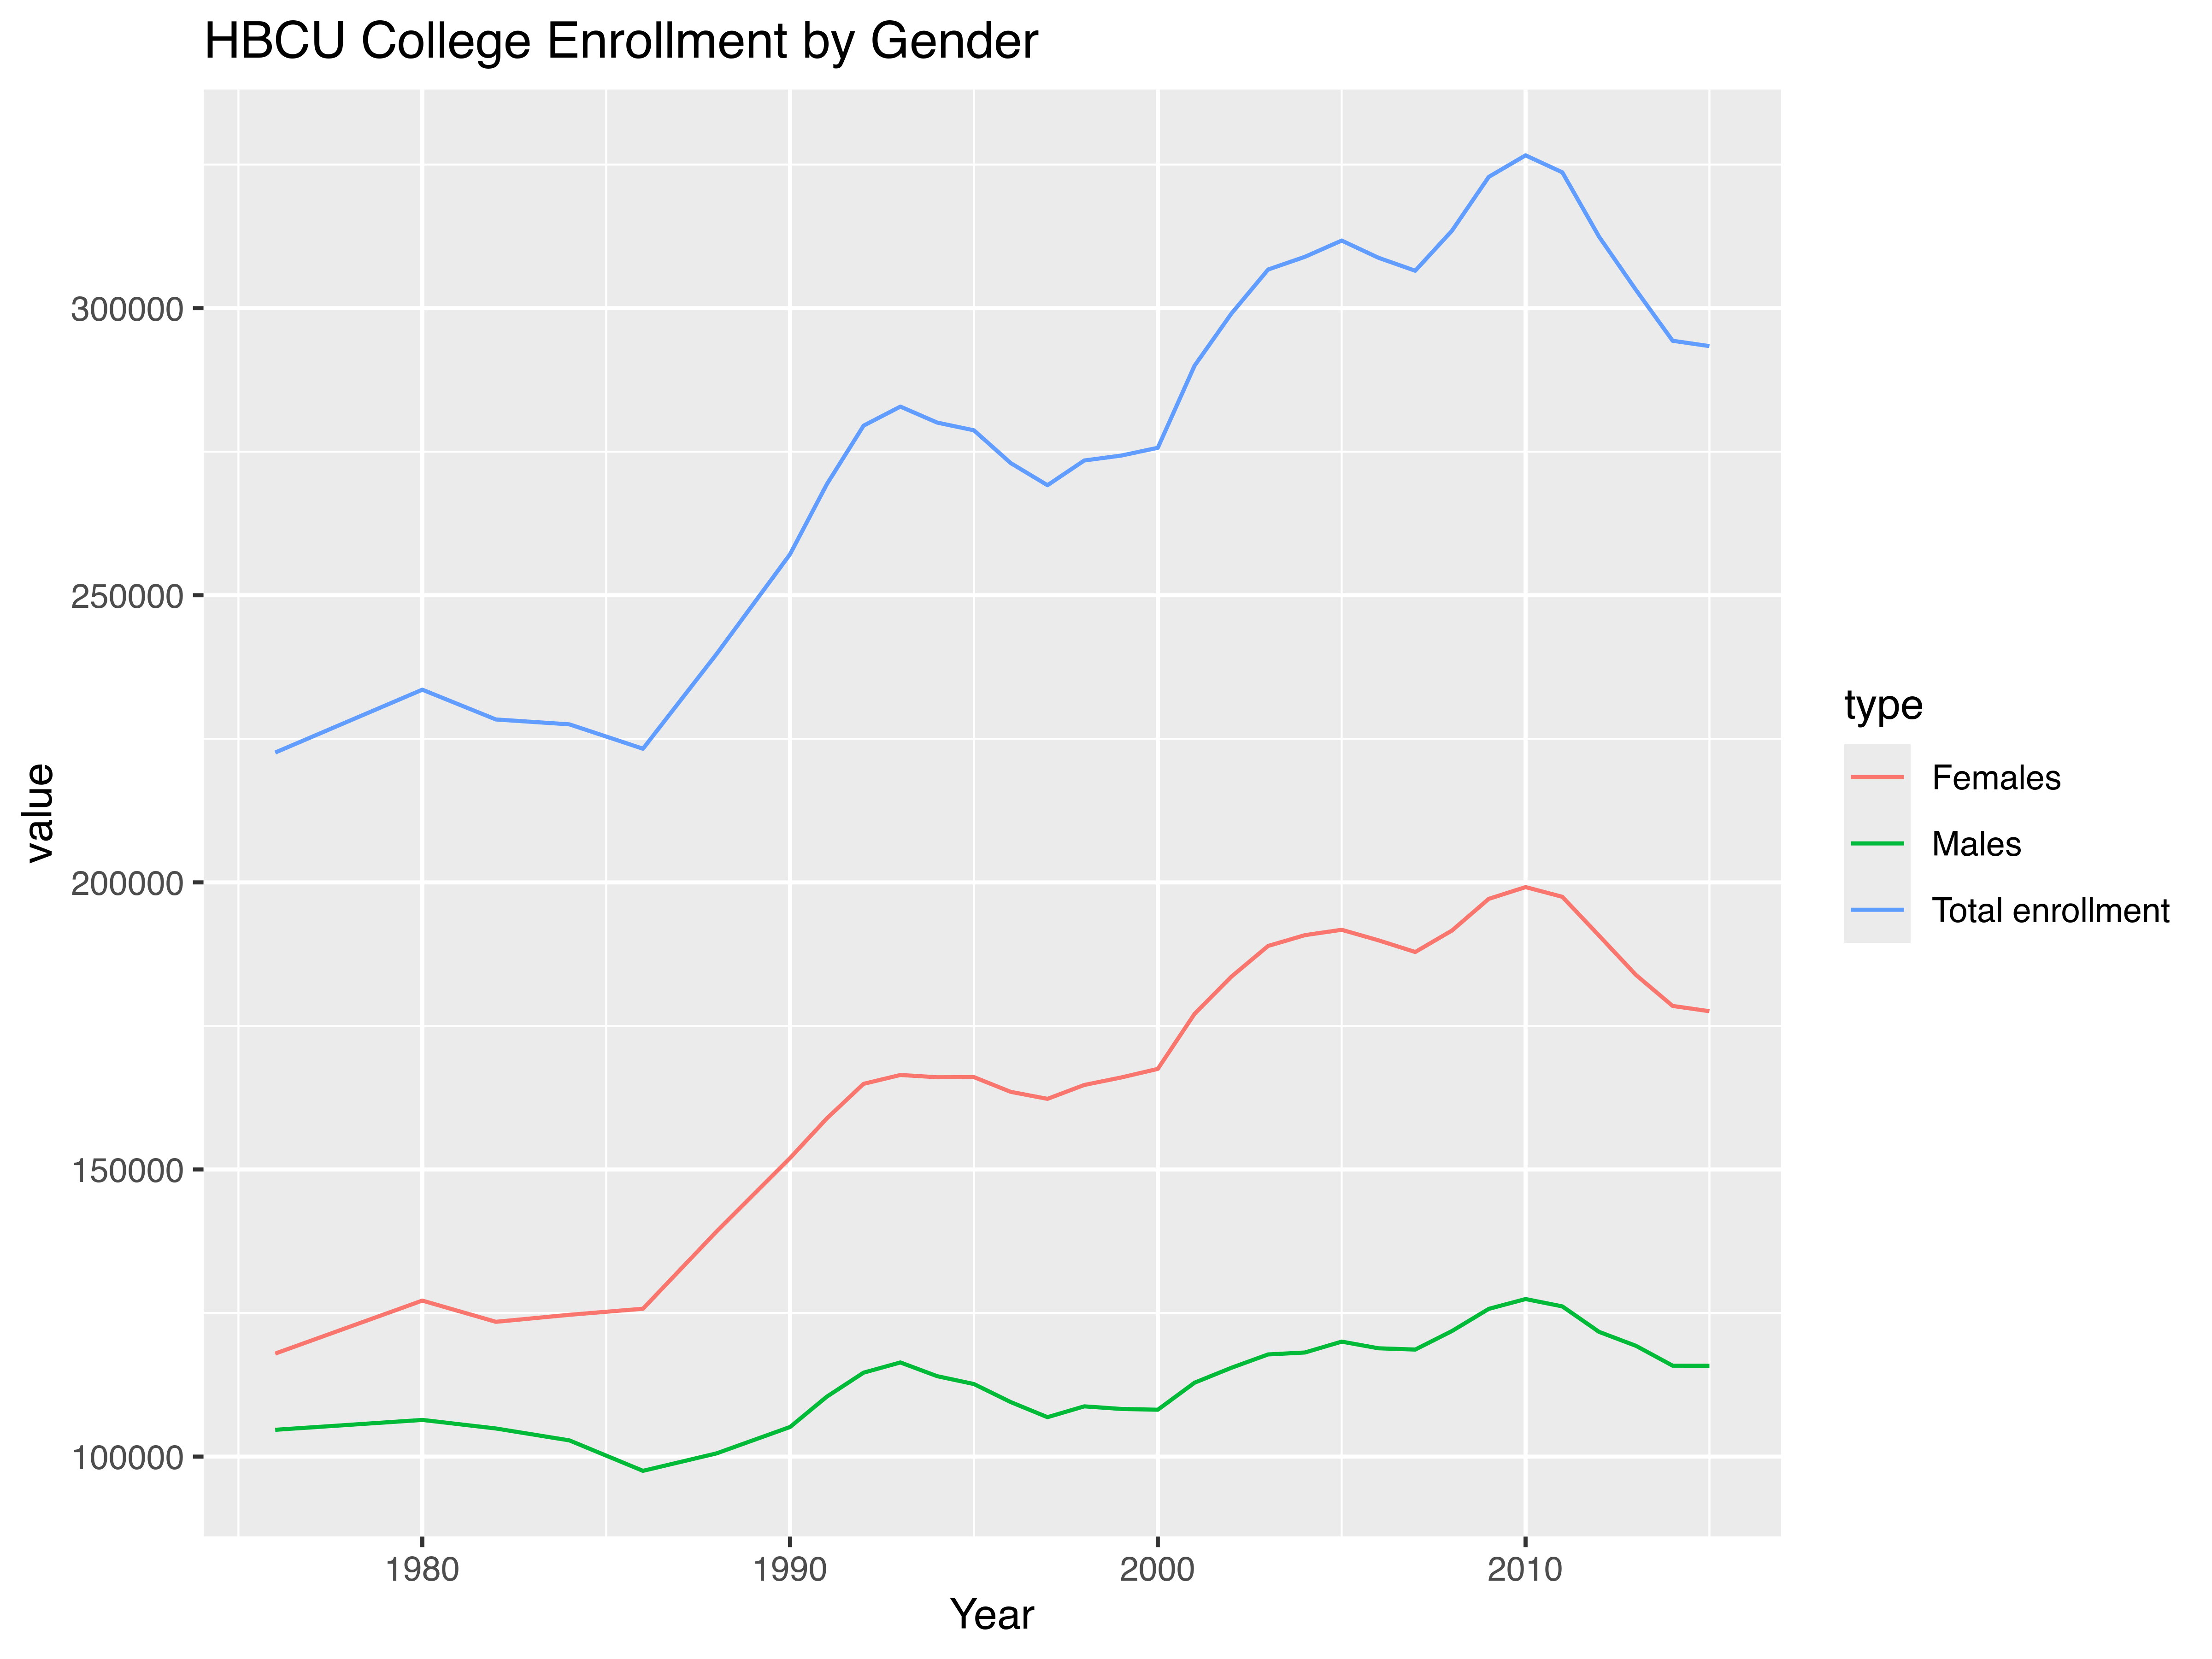 HBCU College Enrollment by Gender
value
300000
250000
200000
150000
100000
1980 1990 2000 2010
Year
type
Females
Males
Total enrollment